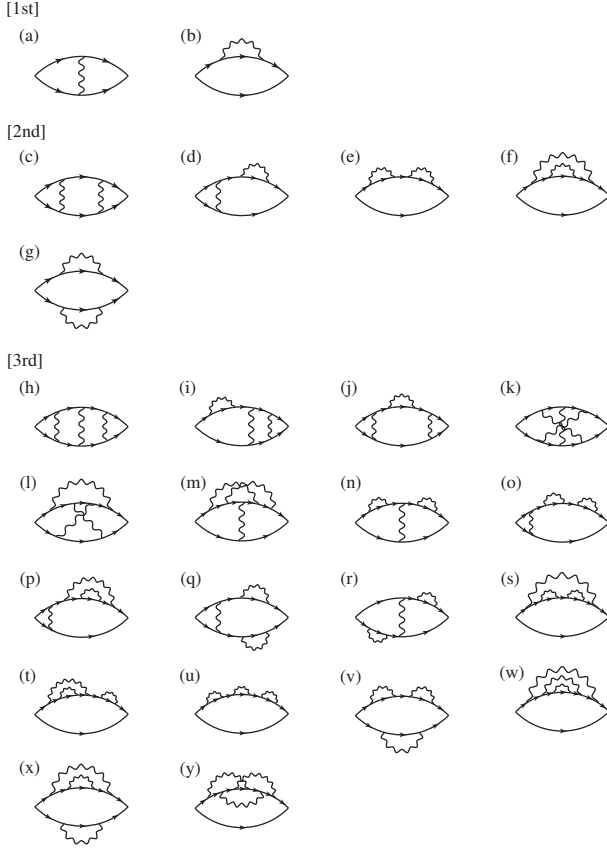 [1st]
(a) (b)
[2nd]
(c) (d) (e) (f)
(g)
[3rd]
(h) (i) (j) (k)
(l) (m) (n) (o)
(p) (q) (r) (s)
(t) (u) (v) (w)
(x) (y)